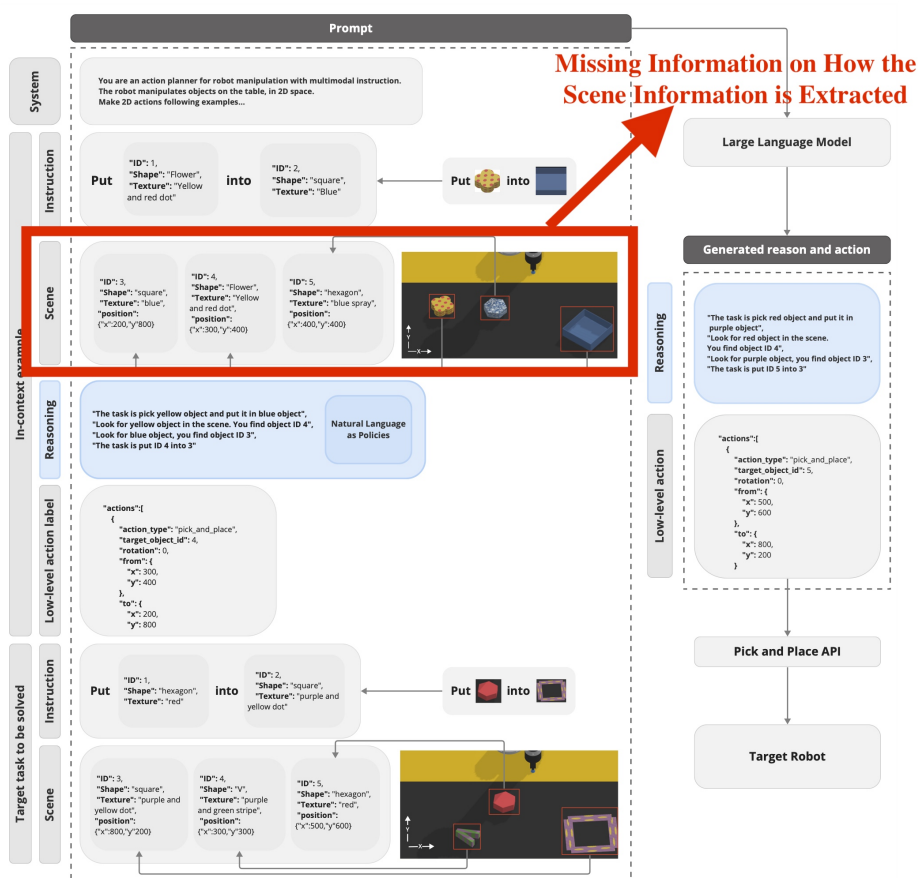 Prompt
System
You are an action planner for robot manipulation with multimodal instruction.
The robot manipulates objects on the table, in 2D space.
Make 2D actions following examples...
Missing Information on How the
Scene Information is Extracted
Large Language Model
In-context example
Instruction
Put
"ID": 1,
"Shape": "Flower",
"Texture": "Yellow
and red dot"
into
"ID": 2,
"Shape": "square",
"Texture": "Blue"
Put
into
Scene
"ID": 3,
"Shape": "square",
"Texture": "blue",
"position":
{"x":200,"y"800}
"ID": 4,
"Shape": "Flower",
"Texture": "Yellow
and red dot",
"position":
{"x":300,"y":400}
"ID": 5,
"Shape": "hexagon",
"Texture": "blue spray",
"position":
{"x":400,"y":400}
Y
X
Generated reason and action
Reasoning
"The task is pick red object and put it in
purple object",
"Look for red object in the scene.
You find object ID 4",
"Look for purple object, you find object ID 3",
"The task is put ID 5 into 3"
Reasoning
"The task is pick yellow object and put it in blue object",
"Look for yellow object in the scene. You find object ID 4",
"Look for blue object, you find object ID 3",
"The task is put ID 4 into 3"
Natural Language
as Policies
Low-level action
"actions":[
{
"action_type": "pick_and_place",
"target_object_id": 5,
"rotation": 0,
"from": {
"x": 500,
"y": 600
},
"to": {
"x": 800,
"y": 200
}
Low-level action label
"actions":[
{
"action_type": "pick_and_place",
"target_object_id": 4,
"rotation": 0,
"from": {
"x": 300,
"y": 400
},
"to": {
"x": 200,
"y": 800
Pick and Place API
Target Robot
Target task to be solved
Instruction
Put
"ID": 1,
"Shape": "hexagon",
"Texture": "red"
into
"ID": 2,
"Shape": "square",
"Texture": "purple and
yellow dot"
Put
into
Scene
"ID": 3,
"Shape": "square",
"Texture": "purple and
yellow dot",
"position":
{"x":800,"y"200}
"ID": 4,
"Shape": "V",
"Texture": "purple
and green stripe",
"position":
{"x":300,"y"300}
"ID": 5,
"Shape": "hexagon",
"Texture": "red",
"position":
{"x":500,"y"600}
Y
X